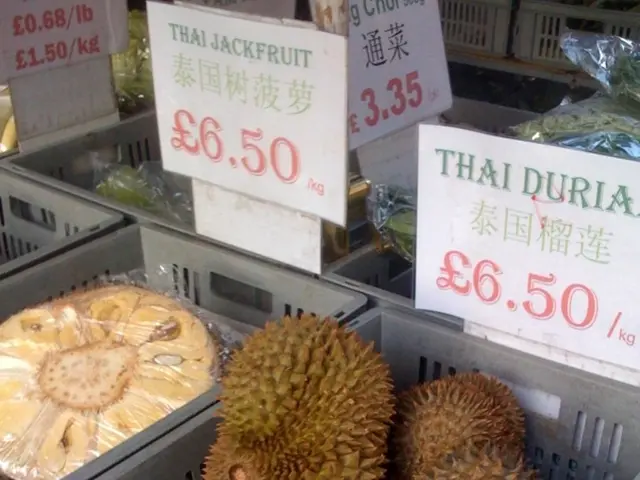 £0.68/lb
£1.50/kg
THAI JACKFRUIT
泰国树菠萝
£6.50 /kg
通菜
£3.35
THAI DURIA
泰国榴莲
£6.50/kg